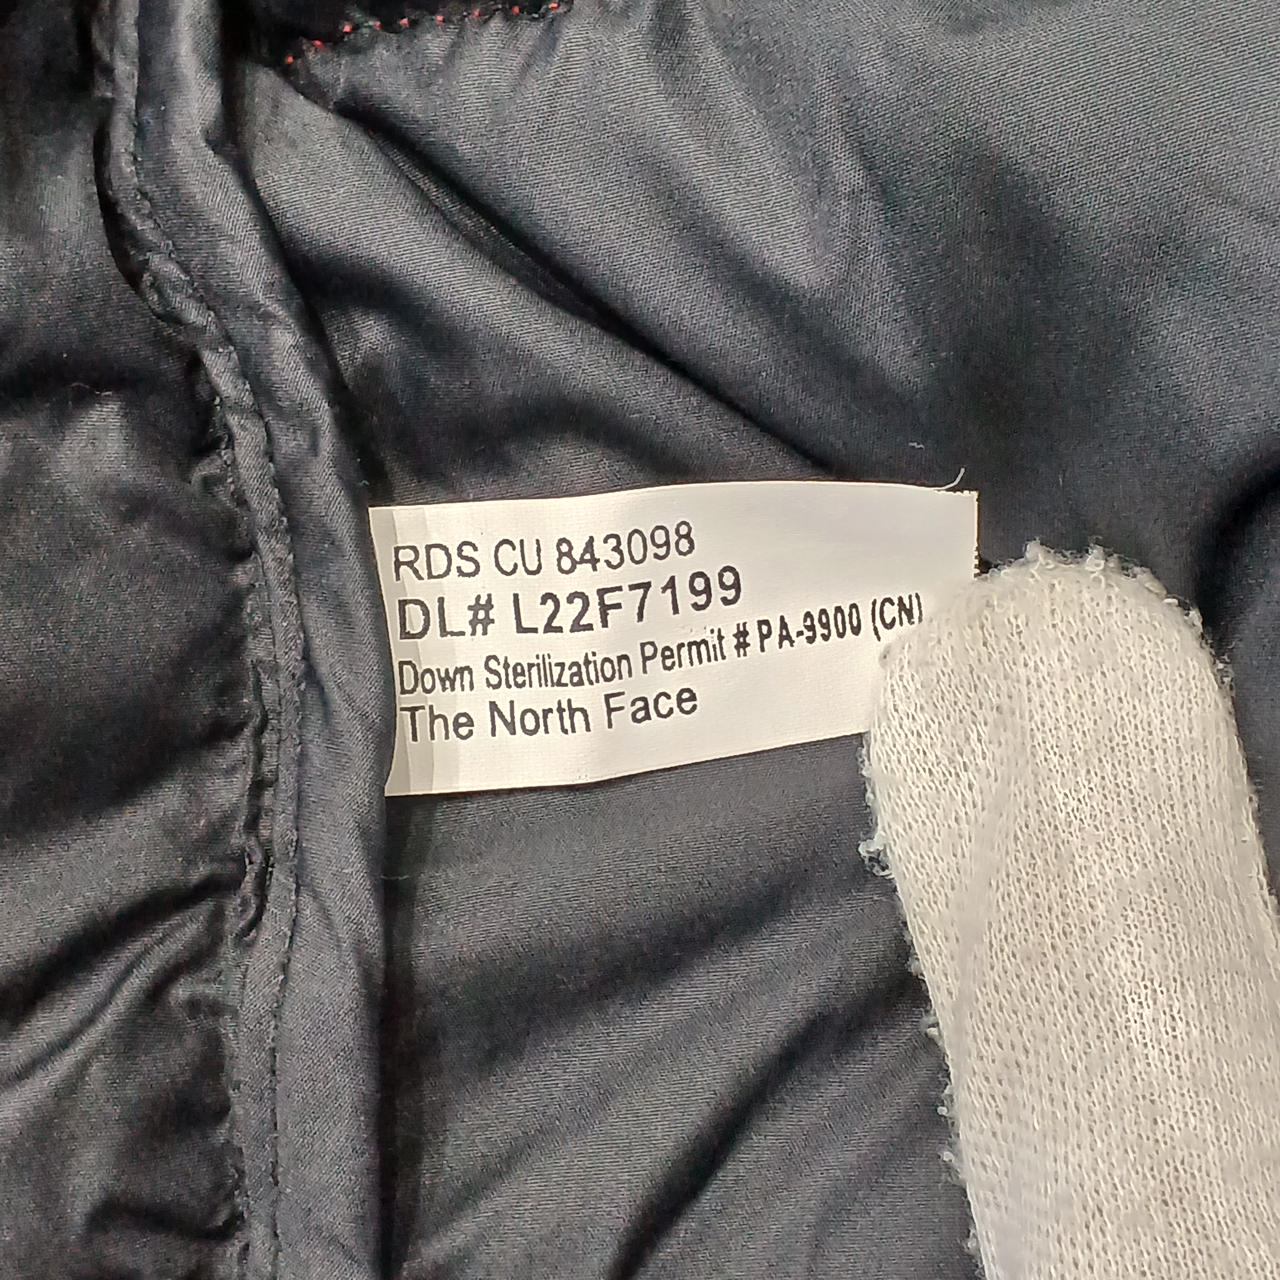 RDS CU 843098
DL# L22F7199
Down Sterilization Permit # PA-9900 (CN)
The North Face